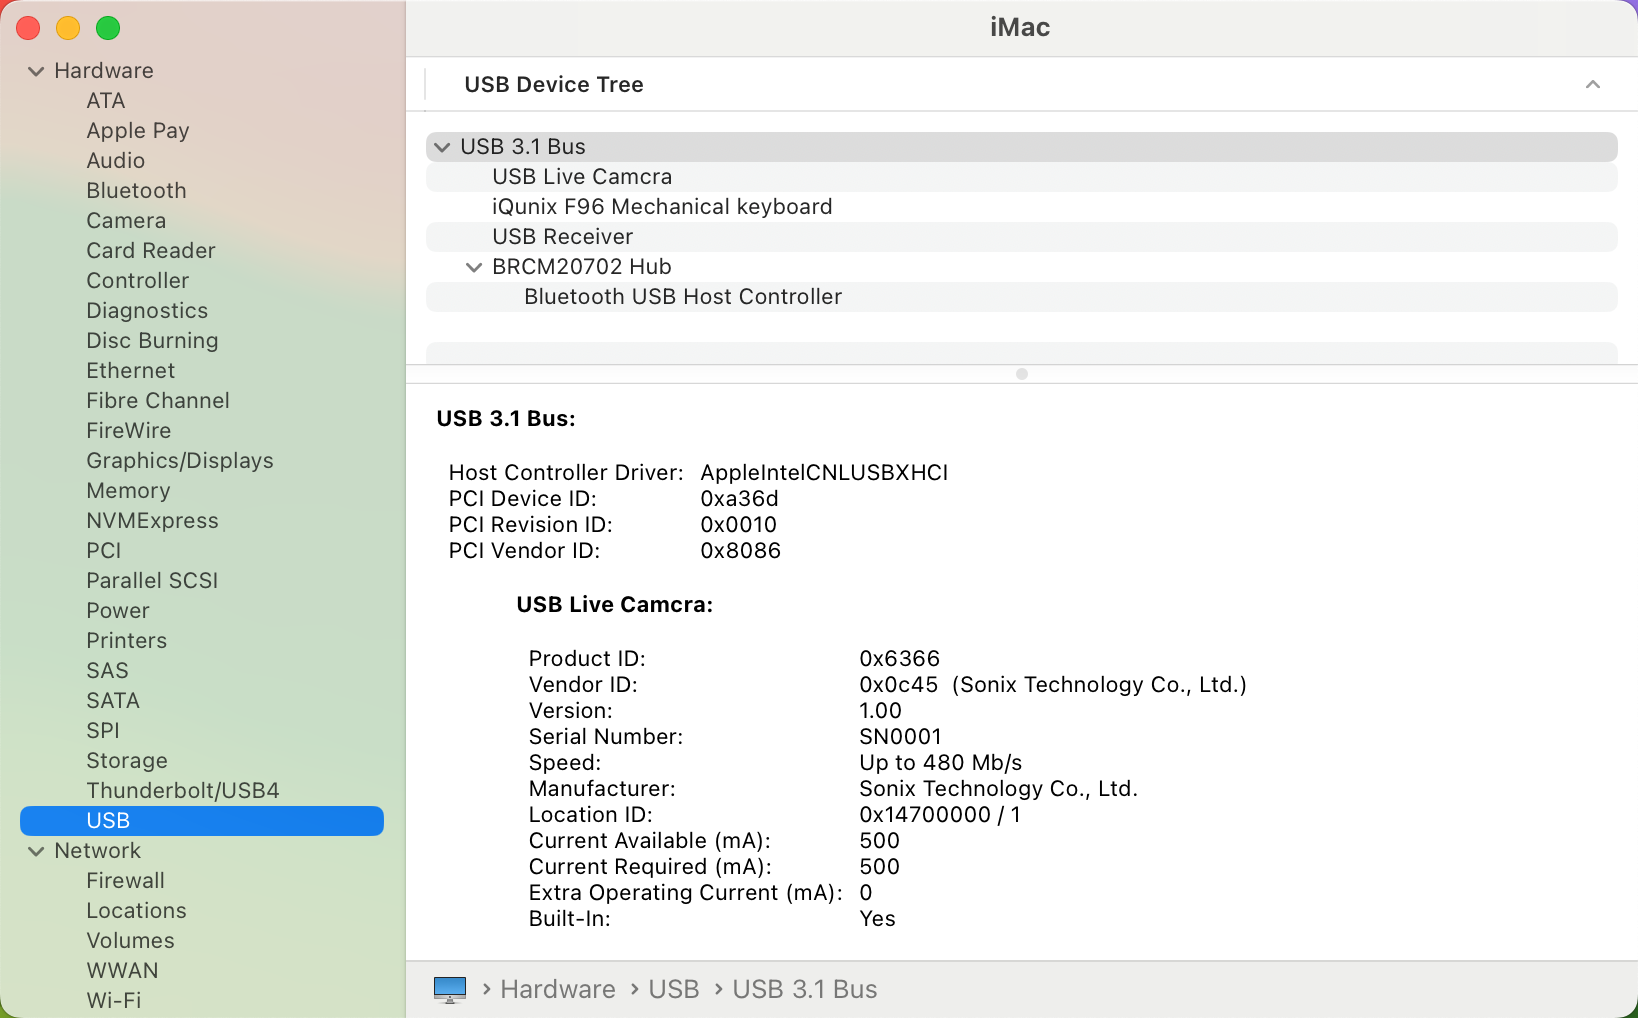 iMac
Hardware
ATA
Apple Pay
Audio
Bluetooth
Camera
Card Reader
Controller
Diagnostics
Disc Burning
Ethernet
Fibre Channel
FireWire
Graphics/Displays
Memory
NVMExpress
PCI
Parallel SCSI
Power
Printers
SAS
SATA
SPI
Storage
Thunderbolt/USB4
USB
Network
Firewall
Locations
Volumes
WWAN
Wi-Fi
USB Device Tree
USB 3.1 Bus
USB Live Camcra
iQunix F96 Mechanical keyboard
USB Receiver
BRCM20702 Hub
Bluetooth USB Host Controller
USB 3.1 Bus:
Host Controller Driver: AppleIntelCNLUSBXHCI
PCI Device ID: 0xa36d
PCI Revision ID: 0x0010
PCI Vendor ID: 0x8086
USB Live Camcra:
Product ID: 0x6366
Vendor ID: 0x0c45 (Sonix Technology Co., Ltd.)
Version: 1.00
Serial Number: SN0001
Speed: Up to 480 Mb/s
Manufacturer: Sonix Technology Co., Ltd.
Location ID: 0x14700000 / 1
Current Available (mA): 500
Current Required (mA): 500
Extra Operating Current (mA): 0
Built-In: Yes
› Hardware › USB › USB 3.1 Bus